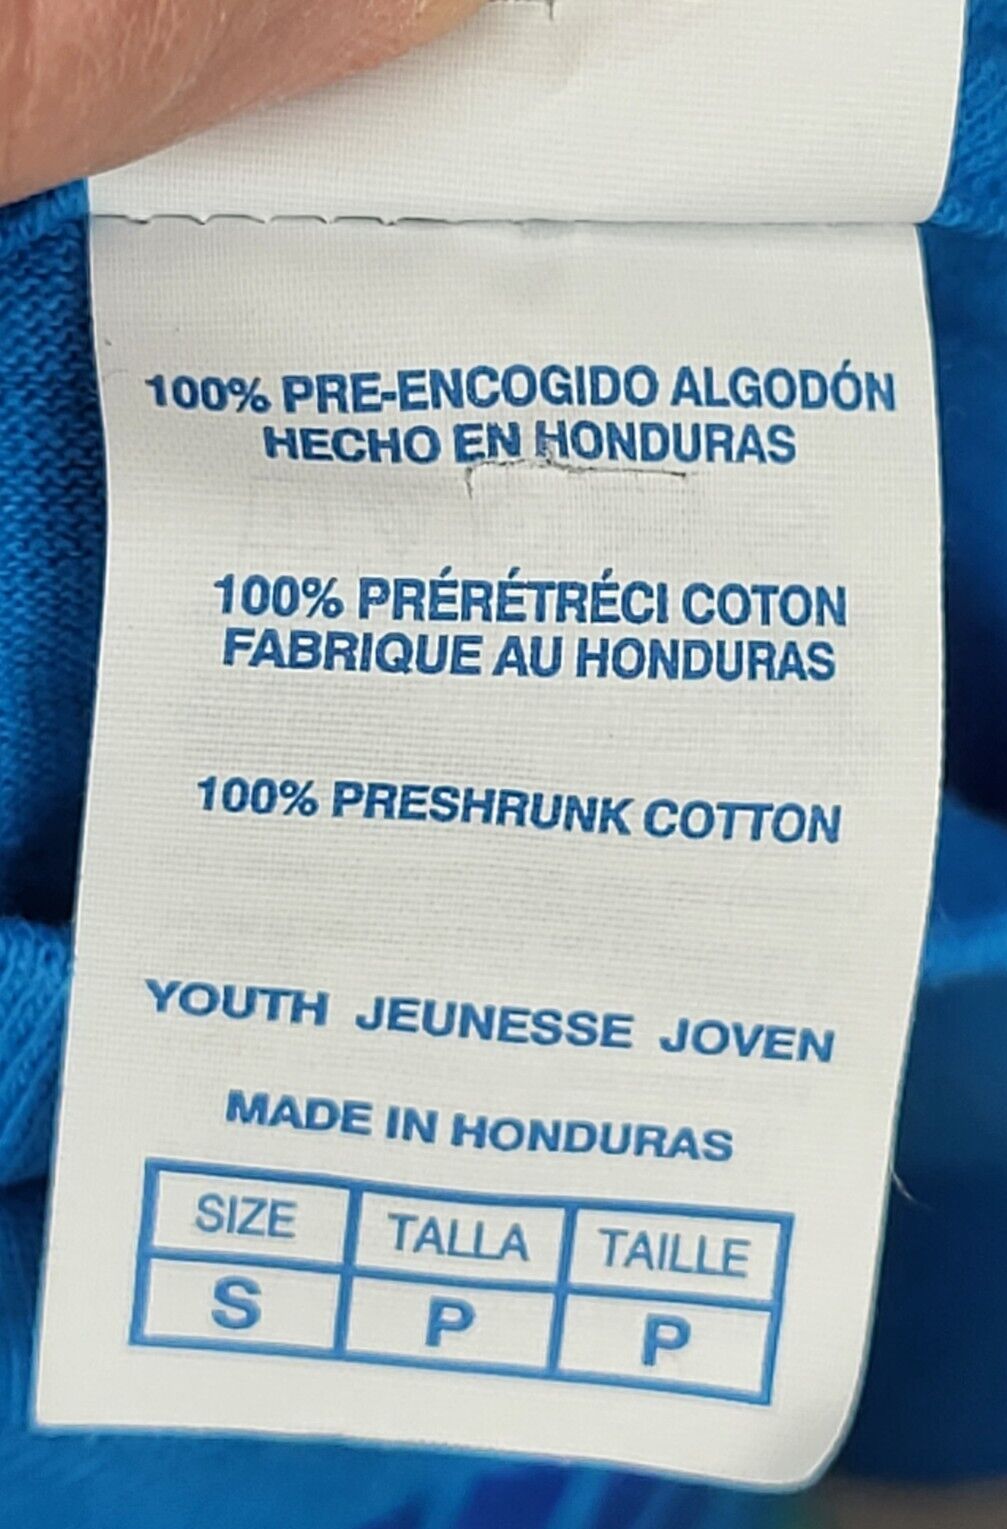 100% PRE-ENCOGIDO ALGODÓN
HECHO EN HONDURAS
100% PRÉRÉTRÉCI COTON
FABRIQUE AU HONDURAS
100% PRESHRUNK COTTON
YOUTH JEUNESSE JOVEN
MADE IN HONDURAS
SIZE TALLA TAILLE
S P P